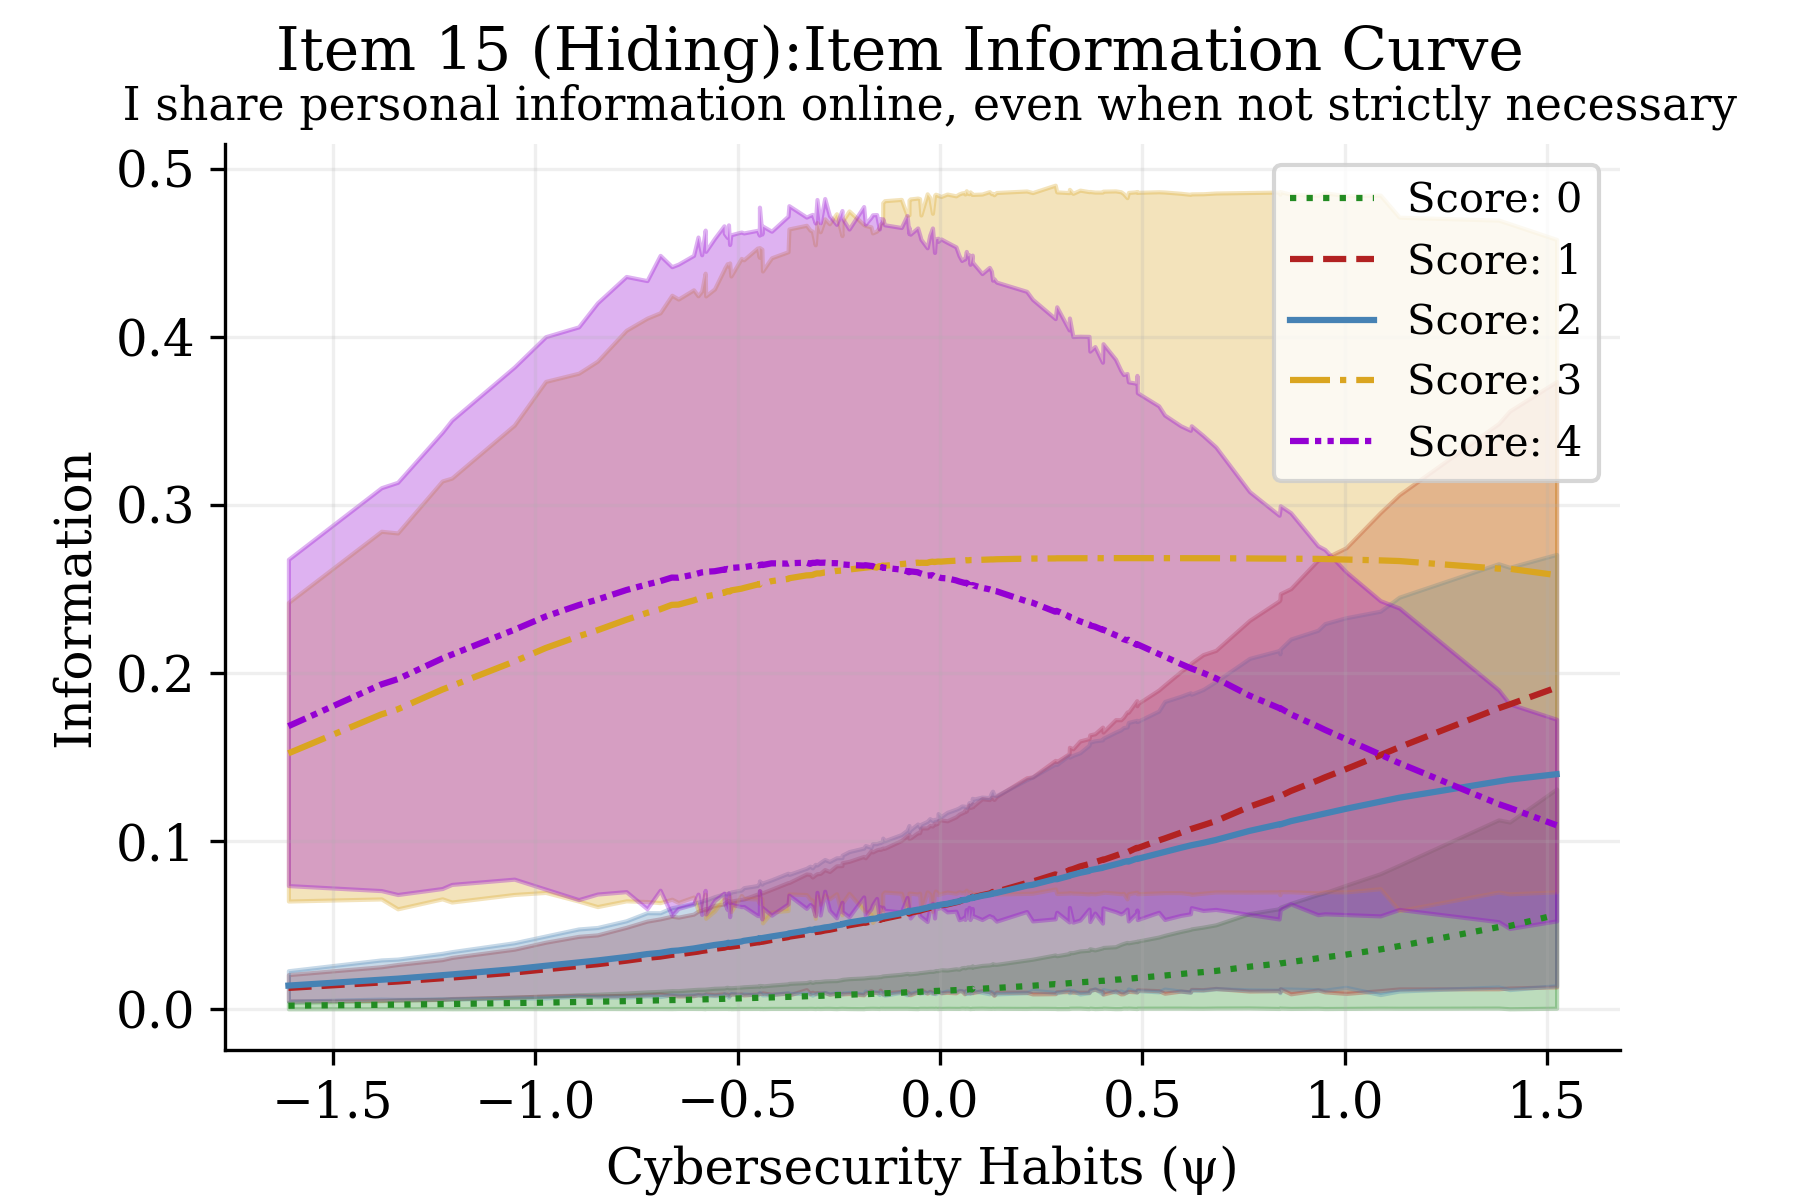 Item 15 (Hiding):Item Information Curve
I share personal information online, even when not strictly necessary
0.5
0.4
0.3
0.2
0.1
0.0
Information
Score: 0
Score: 1
Score: 2
Score: 3
Score: 4
−1.5
−1.0
−0.5
0.0
0.5
1.0
1.5
Cybersecurity Habits (ψ)